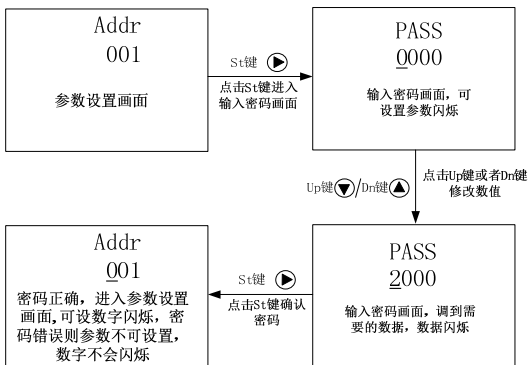 Addr
001
参数设置画面
St键
点击St键进入
输入密码画面
PASS
0000
输入密码画面，可
设置参数闪烁
Up键/Dn键
点击Up键或者Dn键
修改数值
PASS
2000
输入密码画面，调到需
要的数据，数据闪烁
St键
点击St键确认
密码
Addr
001
密码正确，进入参数设置
画面,可设数字闪烁，密
码错误则参数不可设置，
数字不会闪烁